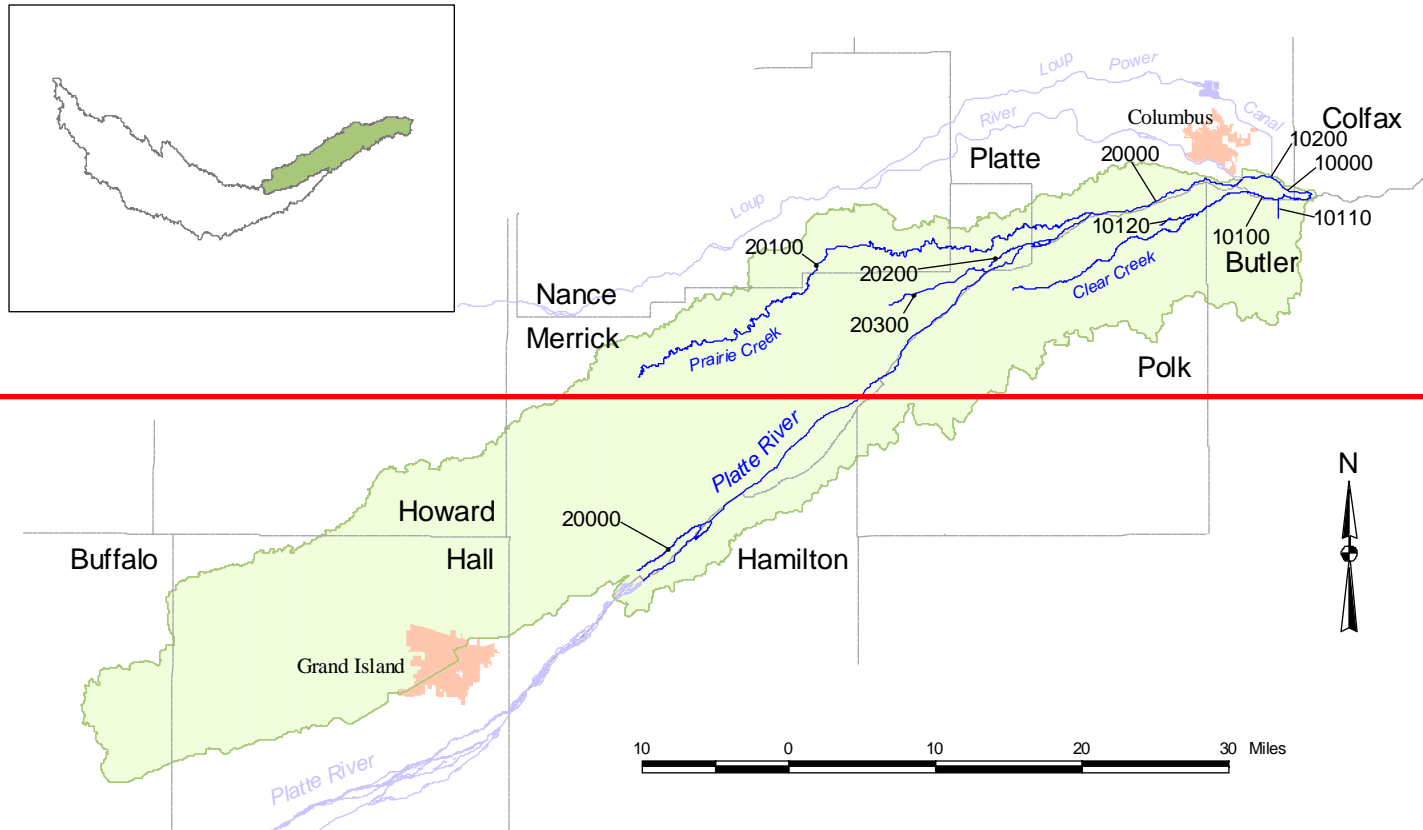 Loup Power Canal
River
Columbus
Colfax
10200
Platte
20000
10000
Loup
10120
10110
20100
10100
20200
Butler
Clear Creek
Nance
20300
Merrick
Prairie Creek
Polk
Platte River
N
Howard
20000
Buffalo
Hall
Hamilton
Grand Island
10 0 10 20 30 Miles
Platte River